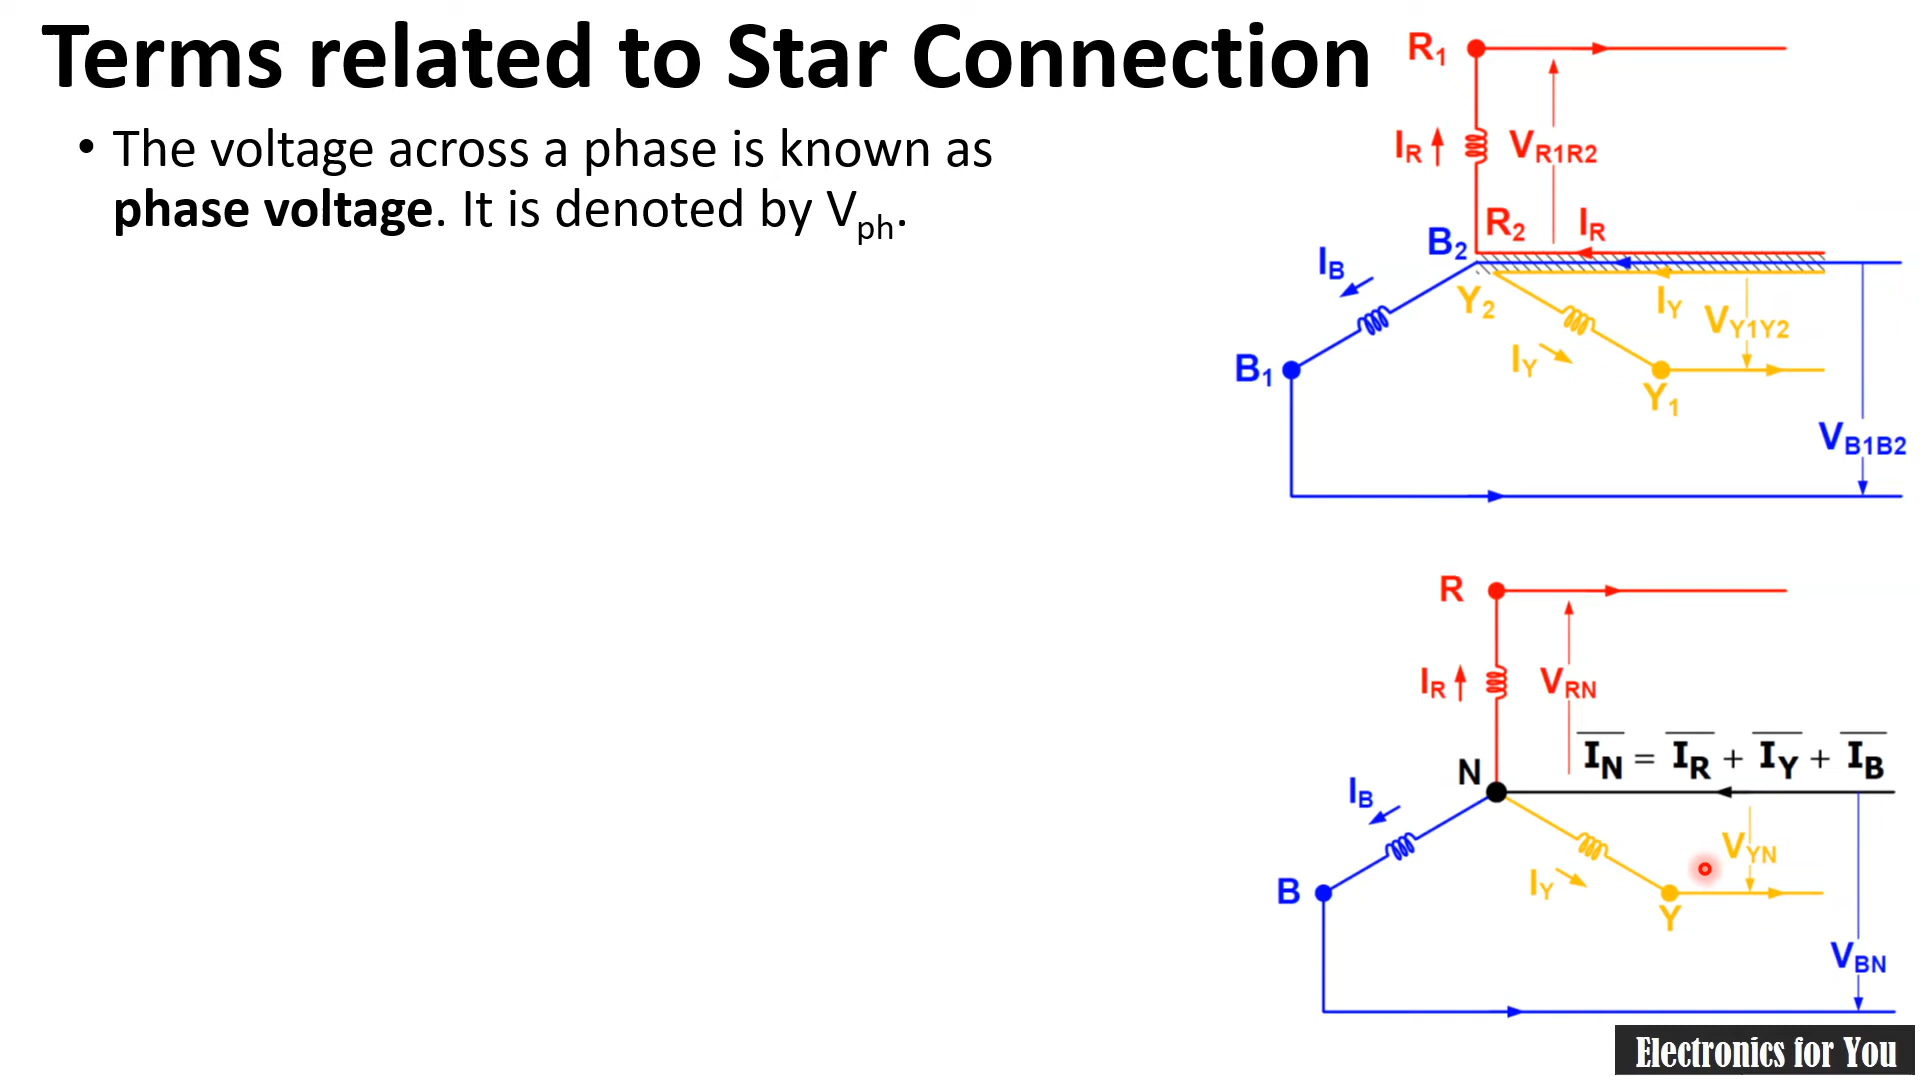 Terms related to Star Connection
• The voltage across a phase is known as
phase voltage. It is denoted by Vph.
R1
IR
VR1R2
R2
IR
B2
IB
Y2
IY
VY1Y2
IY
B1
Y1
VB1B2
R
IR
VRN
IN = IR + IY + IB
N
IB
VYN
IY
B
Y
VBN
Electronics for You